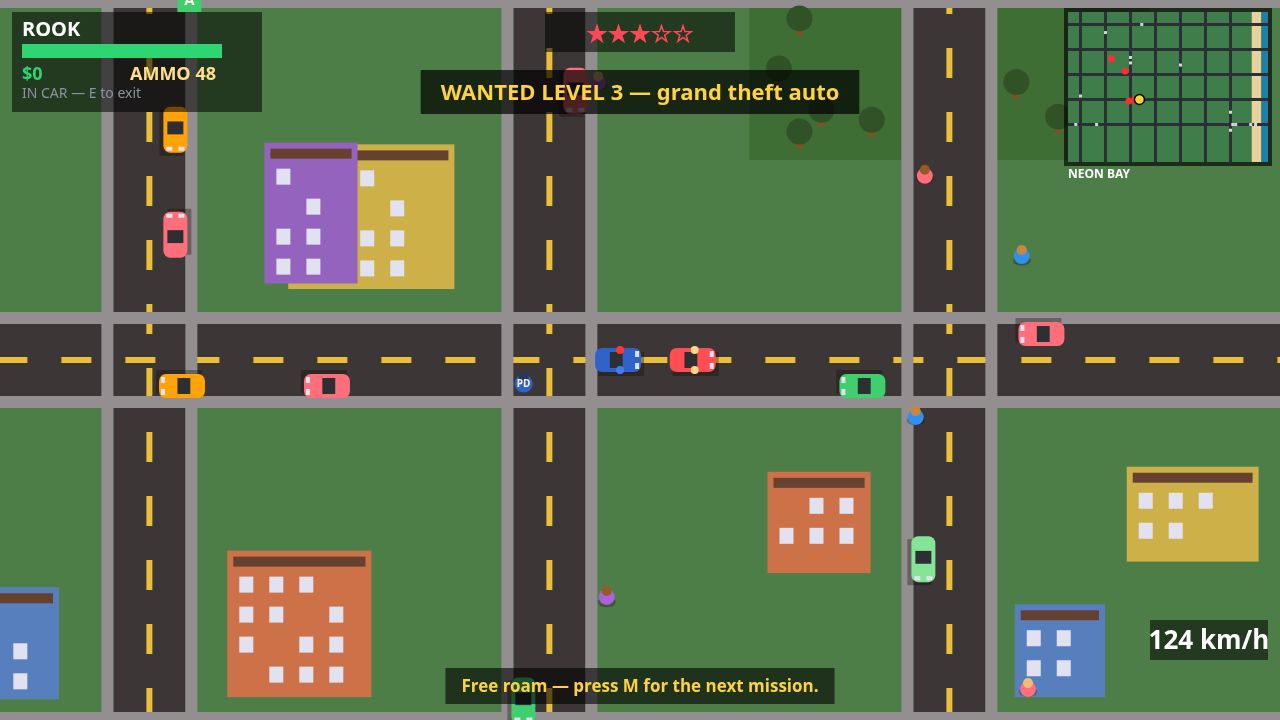 A
ROOK
$0 AMMO 48
IN CAR — E to exit
★★★☆☆
WANTED LEVEL 3 — grand theft auto
NEON BAY
PD
124 km/h
Free roam — press M for the next mission.